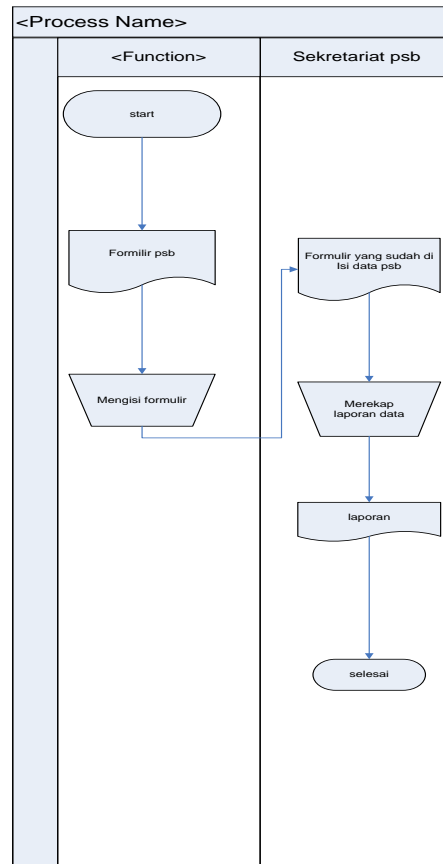 <Process Name>
<Function>
Sekretariat psb
start
Formilir psb
Mengisi formulir
Formulir yang sudah di
Isi data psb
Merekap
laporan data
laporan
selesai